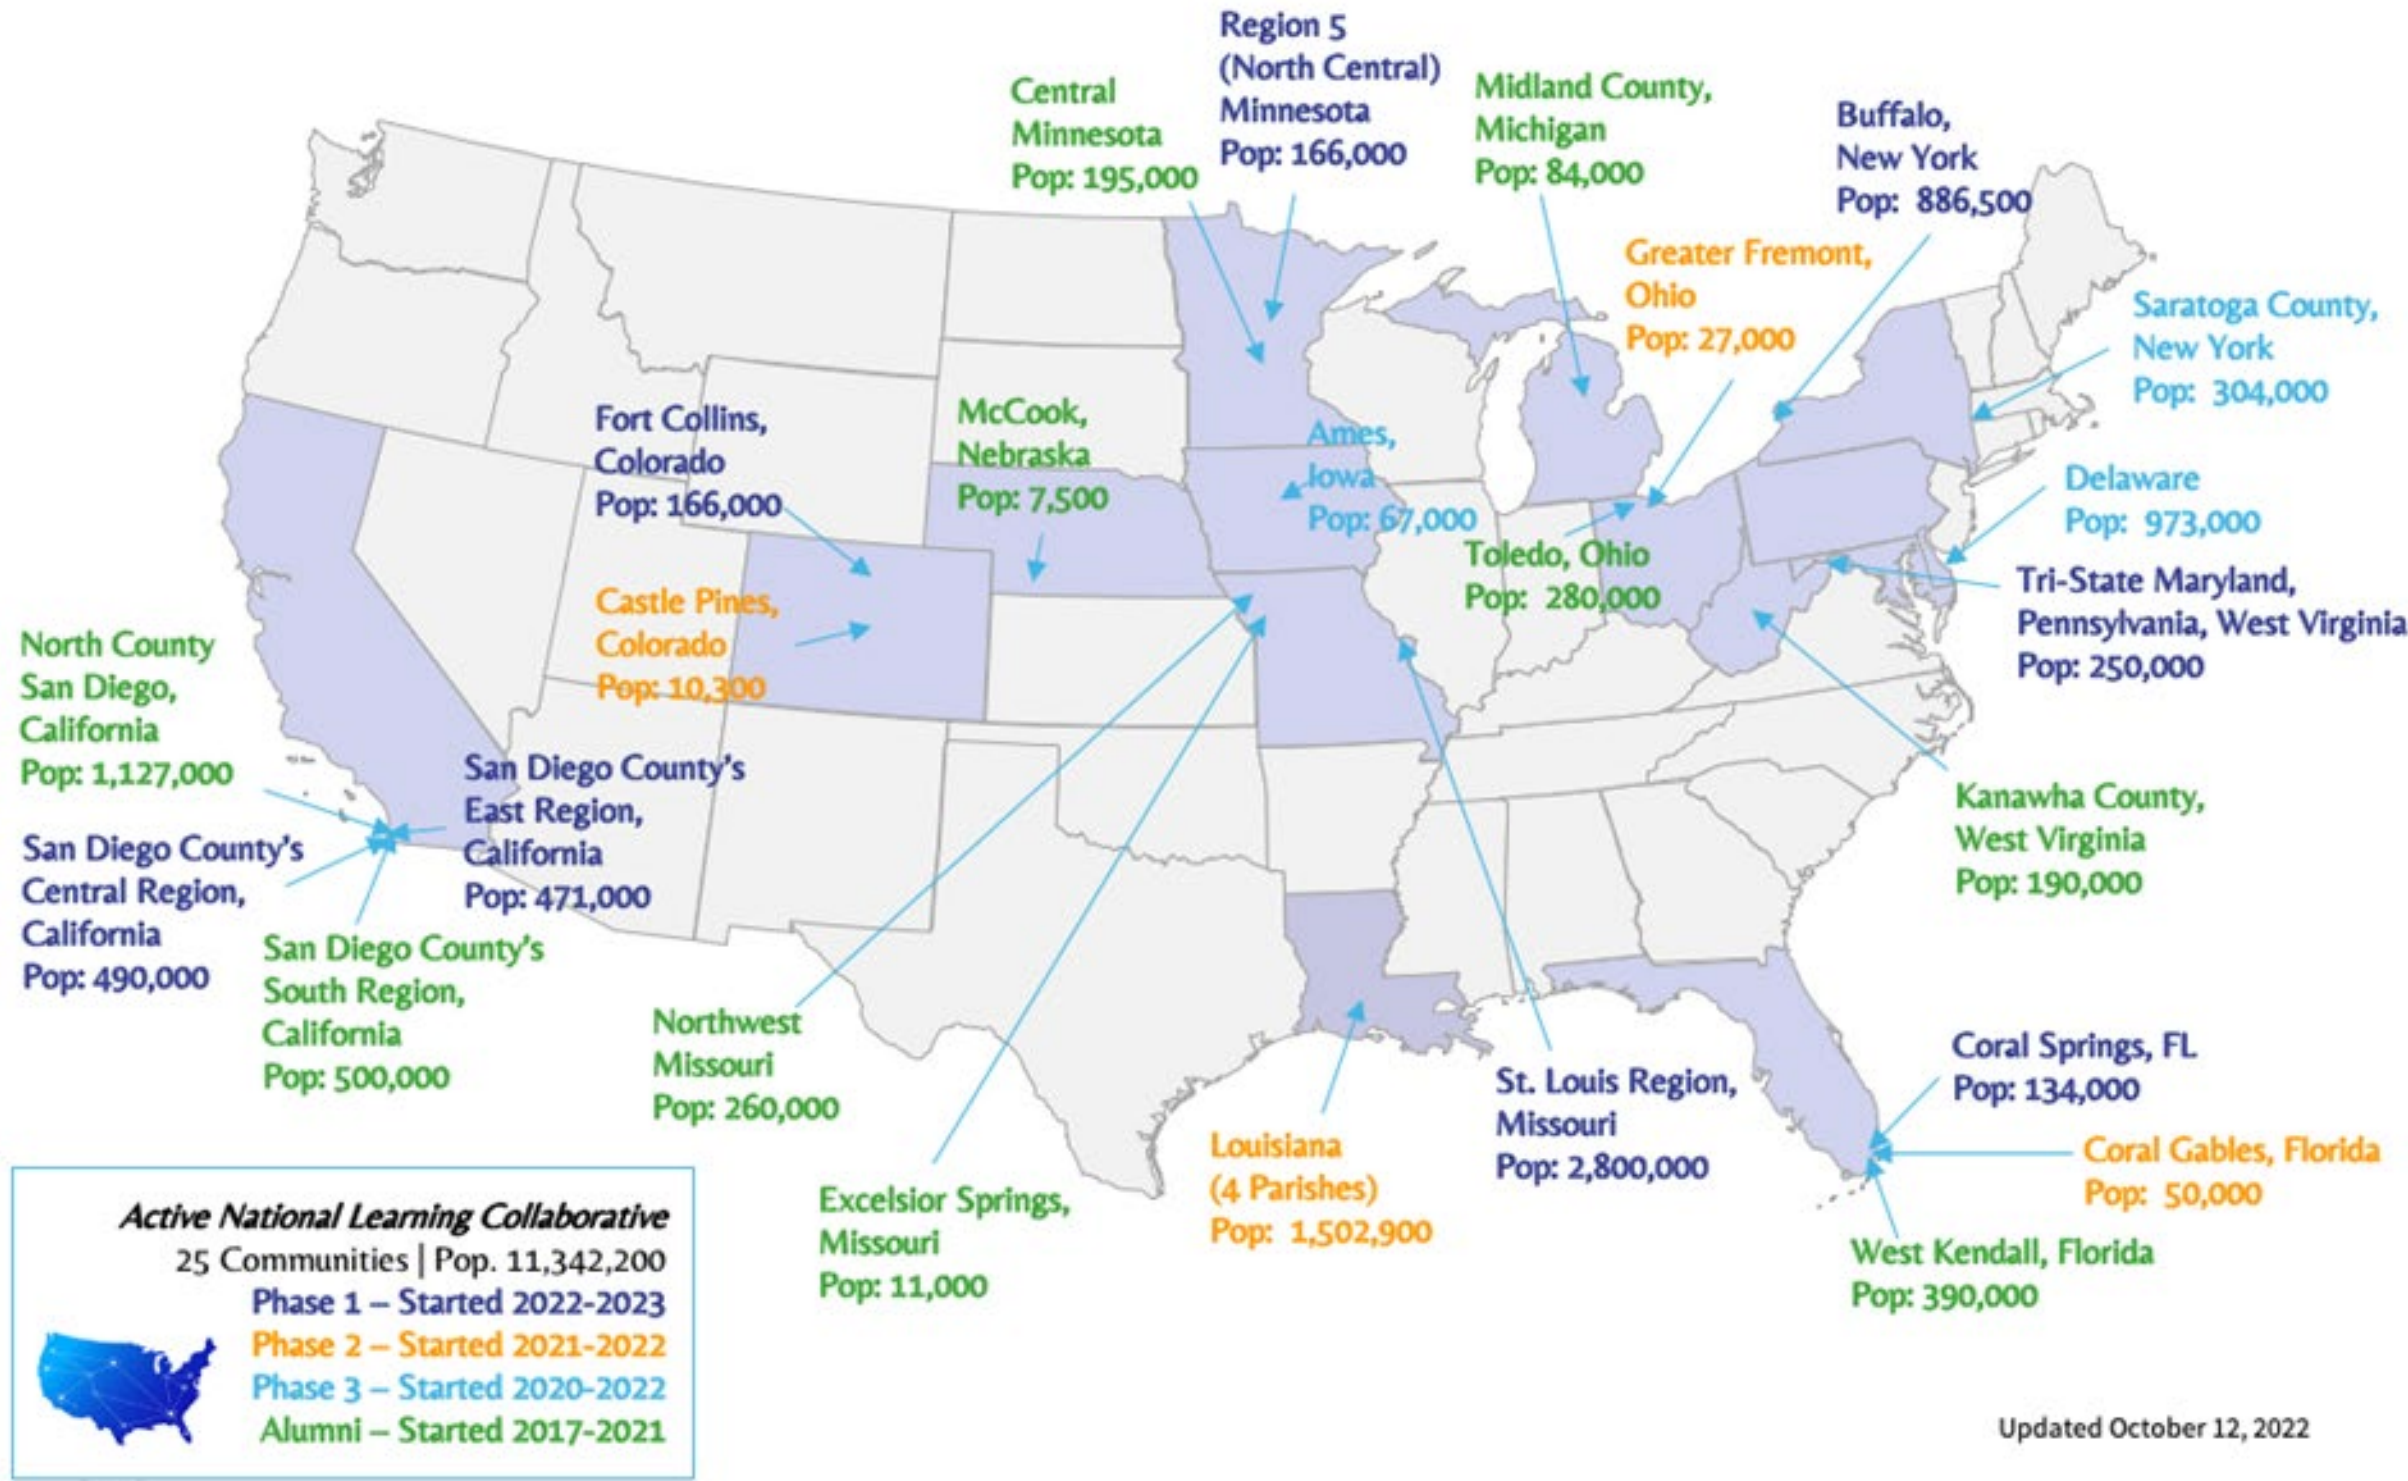 Region 5
(North Central)
Minnesota
Pop: 166,000
Central
Minnesota
Pop: 195,000
Midland County,
Michigan
Pop: 84,000
Buffalo,
New York
Pop:  886,500
Greater Fremont,
Ohio
Pop: 27,000
Saratoga County,
New York
Pop:  304,000
Fort Collins,
Colorado
Pop: 166,000
McCook,
Nebraska
Pop: 7,500
Ames,
Iowa
Pop: 67,000
Delaware
Pop:  973,000
Toledo, Ohio
Pop:  280,000
Tri-State Maryland,
Pennsylvania, West Virginia
Pop: 250,000
Castle Pines,
Colorado
Pop: 10,300
North County
San Diego,
California
Pop: 1,127,000
San Diego County's
East Region,
California
Pop: 471,000
Kanawha County,
West Virginia
Pop: 190,000
San Diego County's
Central Region,
California
Pop: 490,000
San Diego County's
South Region,
California
Pop: 500,000
Northwest
Missouri
Pop: 260,000
Coral Springs, FL
Pop: 134,000
St. Louis Region,
Missouri
Pop: 2,800,000
Louisiana
(4 Parishes)
Pop:  1,502,900
Coral Gables, Florida
Pop:  50,000
Excelsior Springs,
Missouri
Pop: 11,000
West Kendall, Florida
Pop: 390,000
Active National Learning Collaborative
25 Communities | Pop. 11,342,200
Phase 1 – Started 2022-2023
Phase 2 – Started 2021-2022
Phase 3 – Started 2020-2022
Alumni – Started 2017-2021
Updated October 12, 2022